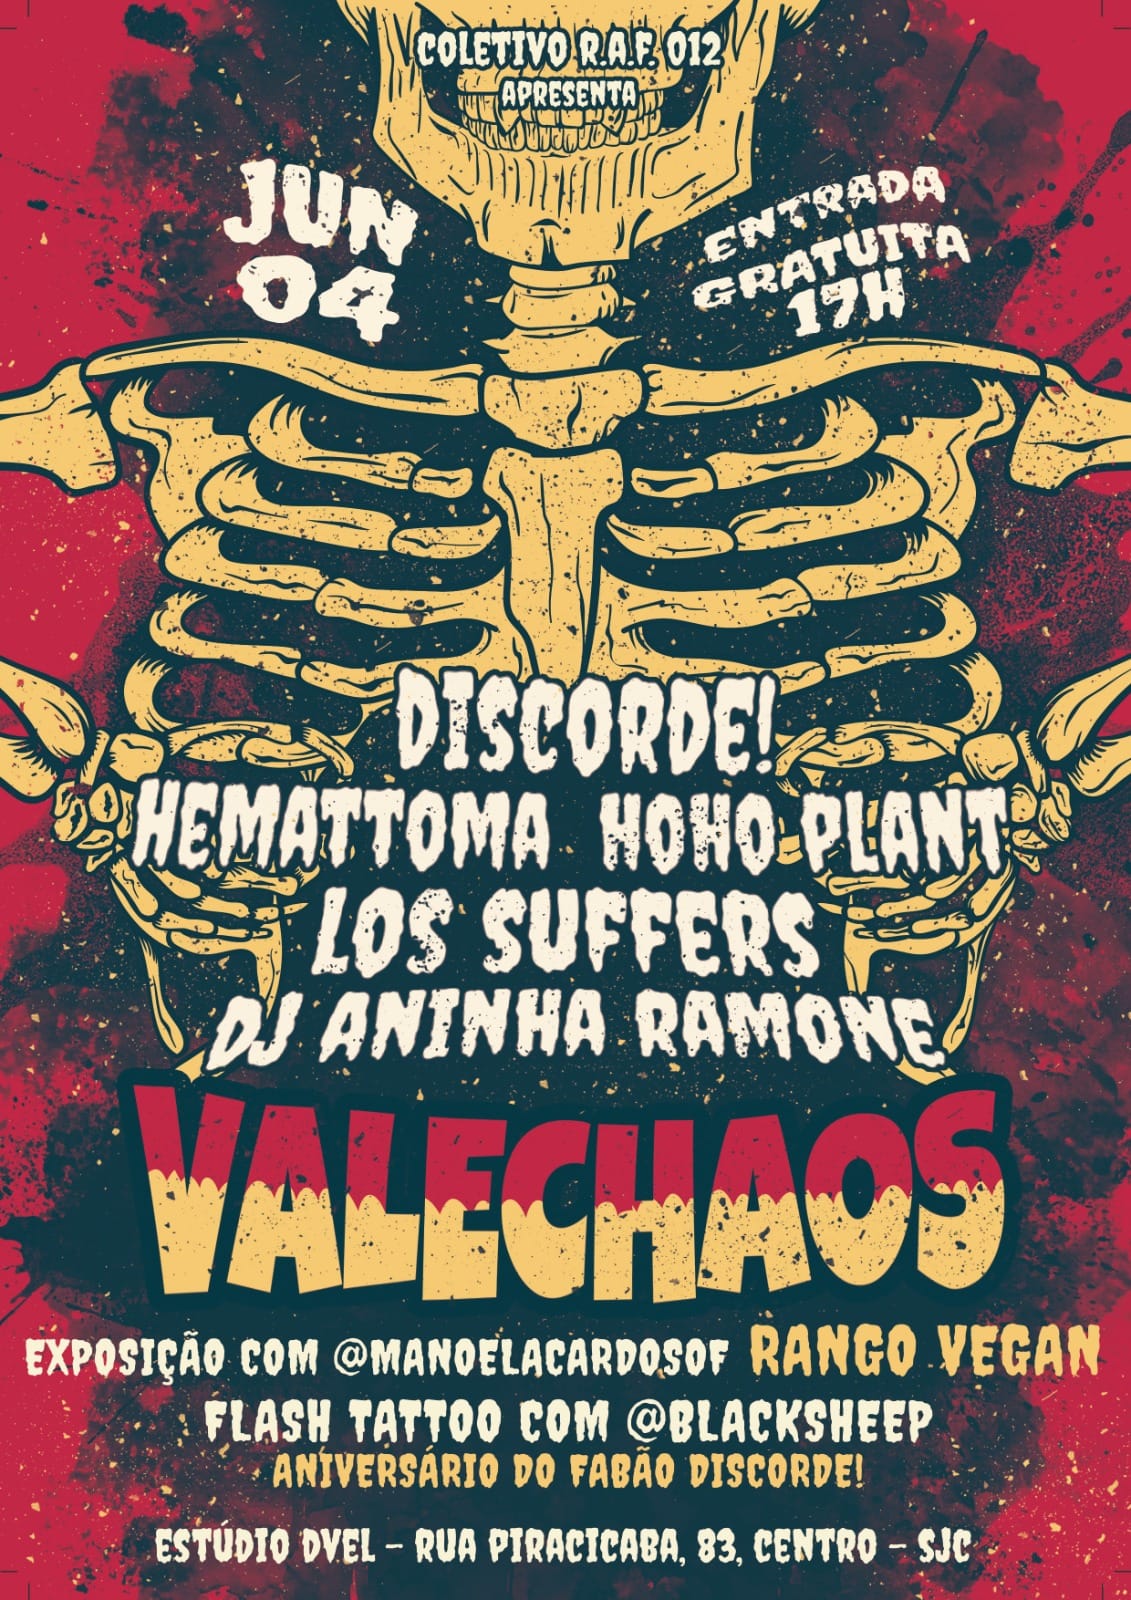 COLETIVO R.A.F. 012
APRESENTA
JUN
04
ENTRADA
GRATUITA
17H
DISCORDE!
HEMATTOMA HOHO PLANT
LOS SUFFERS
DJ ANINHA RAMONE
VALECHAOS
EXPOSIÇÃO COM @MANOELACARDOSOF RANGO VEGAN
FLASH TATTOO COM @BLACKSHEEP
ANIVERSÁRIO DO FABÃO DISCORDE!
ESTÚDIO DVEL - RUA PIRACICABA, 83, CENTRO - SJC